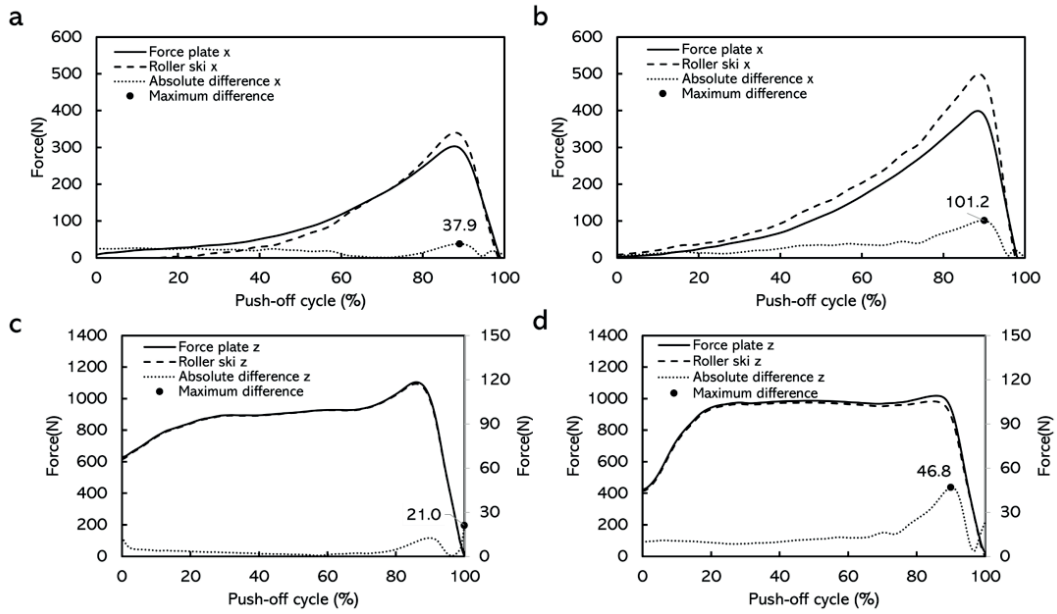 a
600
500
400
300
200
100
0
Force(N)
Force plate x
Roller ski x
Absolute difference x
Maximum difference
37.9
0 20 40 60 80 100
Push-off cycle (%)
b
600
500
400
300
200
100
0
Force(N)
Force plate x
Roller ski x
Absolute difference x
Maximum difference
101.2
0 20 40 60 80 100
Push-off cycle (%)
c
1400
1200
1000
800
600
400
200
0
Force(N)
Force plate z
Roller ski z
Absolute difference z
Maximum difference
21.0
150
120
90
60
30
0
Force(N)
0 20 40 60 80 100
Push-off cycle (%)
d
1400
1200
1000
800
600
400
200
0
Force(N)
Force plate z
Roller ski z
Absolute difference z
Maximum difference
46.8
150
120
90
60
30
0
Force(N)
0 20 40 60 80 100
Push-off cycle (%)